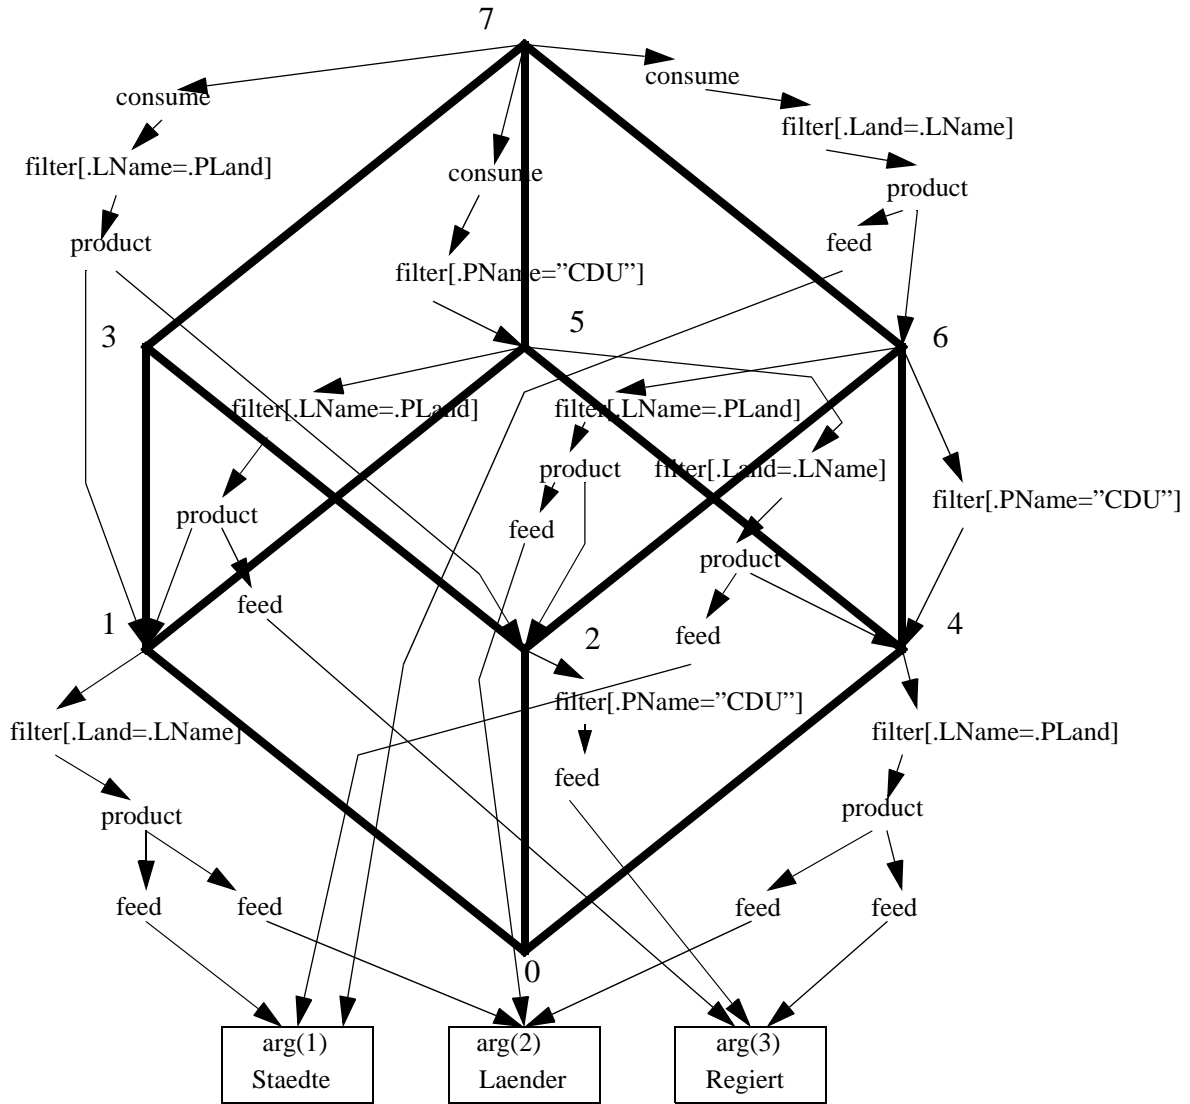 7
consume
consume
filter[.Land=.LName]
filter[.LName=.PLand]
consume
product
product
feed
filter[.PName=”CDU”]
3
5
6
filter[.LName=.PLand]
filter[.LName=.PLand]
product
filter[.Land=.LName]
filter[.PName=”CDU”]
product
feed
product
feed
1
2
4
feed
filter[.PName=”CDU”]
filter[.Land=.LName]
filter[.LName=.PLand]
feed
product
product
feed
feed
feed
feed
0
arg(1)
Staedte
arg(2)
Laender
arg(3)
Regiert